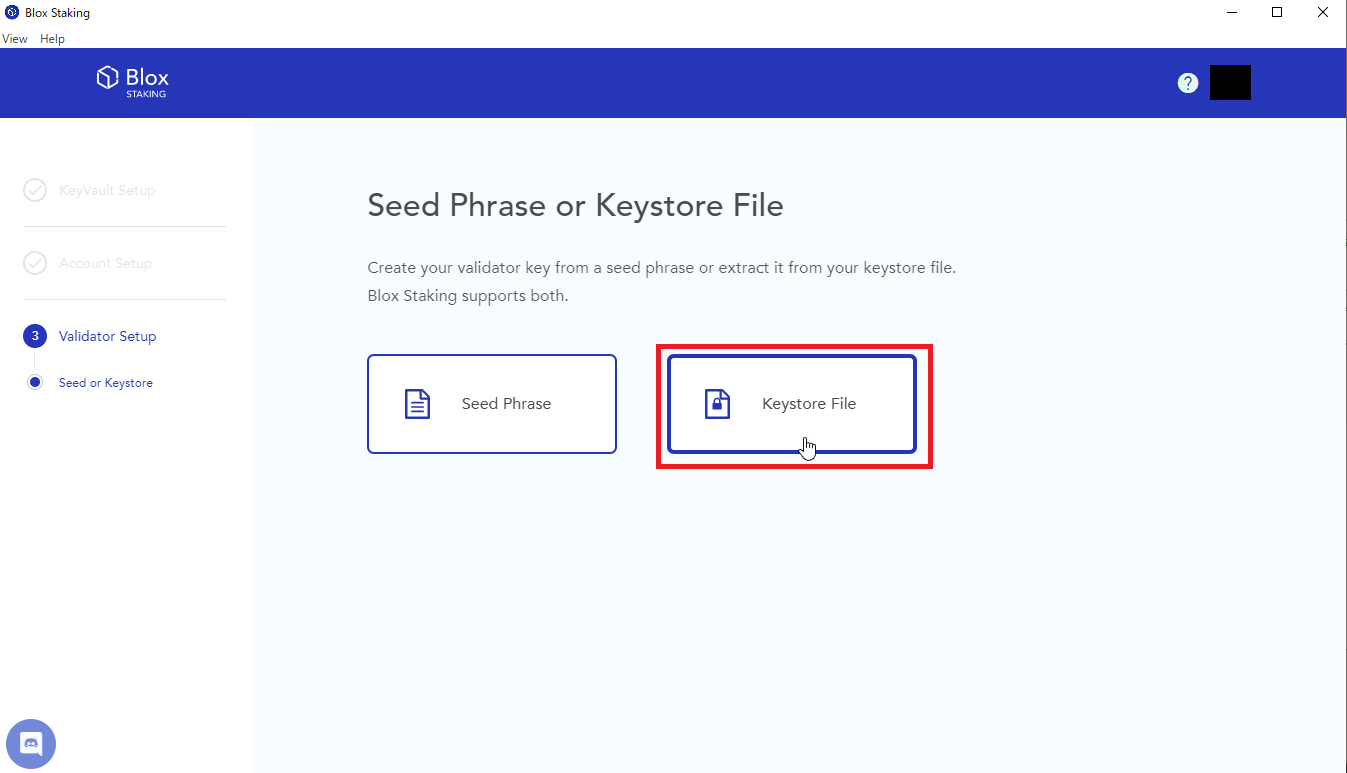 Blox Staking
View Help
Blox
STAKING
?
KeyVault Setup
Account Setup
3 Validator Setup
Seed or Keystore
Seed Phrase or Keystore File
Create your validator key from a seed phrase or extract it from your keystore file.
Blox Staking supports both.
Seed Phrase
Keystore File